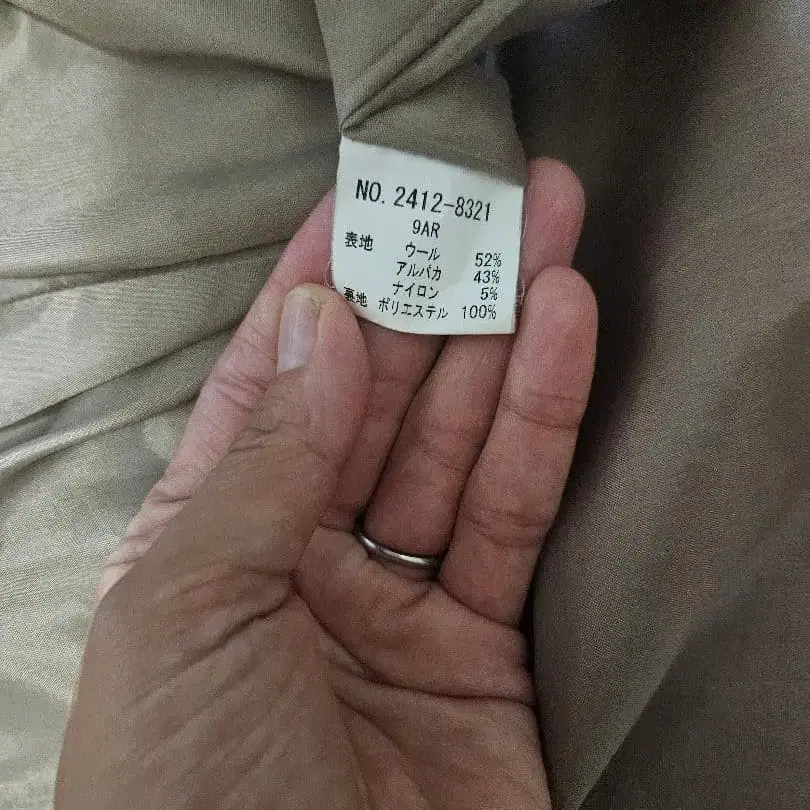 NO. 2412-8321
9AR
表地 ウール 52%
アルパカ 43%
ナイロン 5%
裏地 ポリエステル 100%